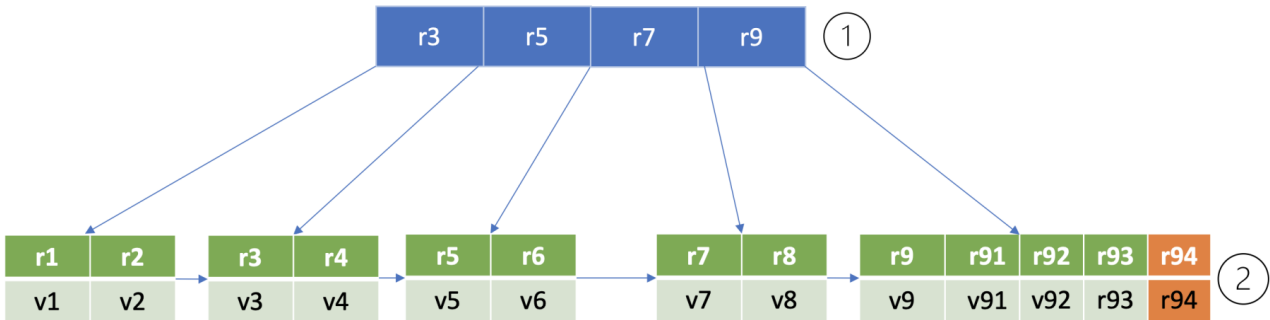 r3 r5 r7 r9 1
r1 r2 r3 r4 r5 r6 r7 r8 r9 r91 r92 r93 r94
v1 v2 v3 v4 v5 v6 v7 v8 v9 v91 v92 r93 r94
2